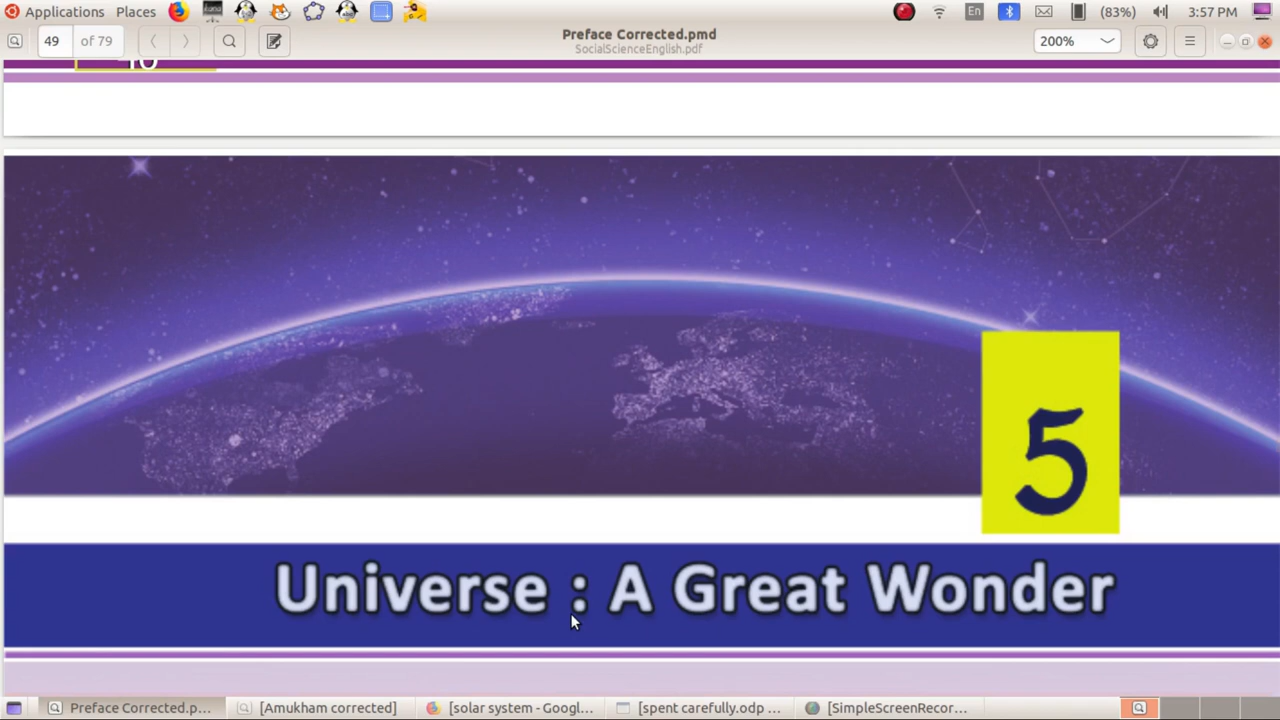 Applications Places En (83%) 3:57 PM
49 of 79 Preface Corrected.pmd 200%
SocialScienceEnglish.pdf
5
Universe : A Great Wonder
Preface Corrected.p... [Amukham corrected] [solar system - Googl... [spent carefully.odp ... [SimpleScreenRecor...